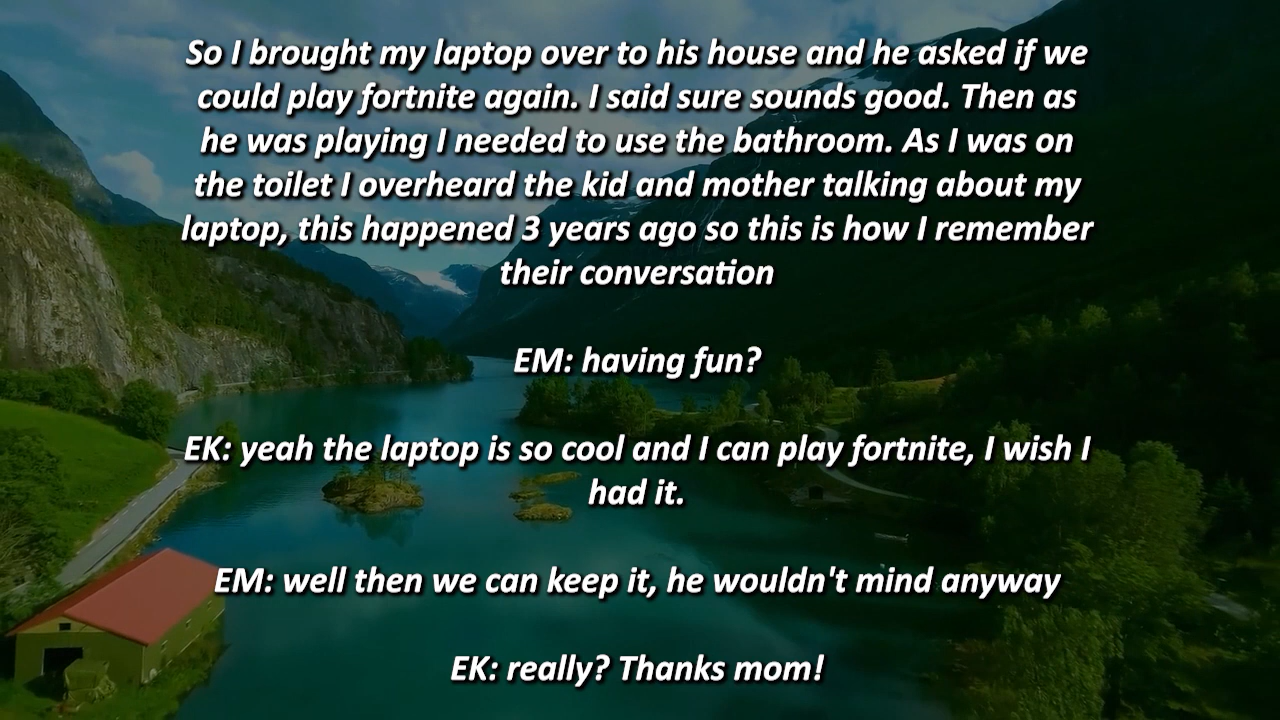 So I brought my laptop over to his house and he asked if we
could play fortnite again. I said sure sounds good. Then as
he was playing I needed to use the bathroom. As I was on
the toilet I overheard the kid and mother talking about my
laptop, this happened 3 years ago so this is how I remember
their conversation
EM: having fun?
EK: yeah the laptop is so cool and I can play fortnite, I wish I
had it.
EM: well then we can keep it, he wouldn't mind anyway
EK: really? Thanks mom!